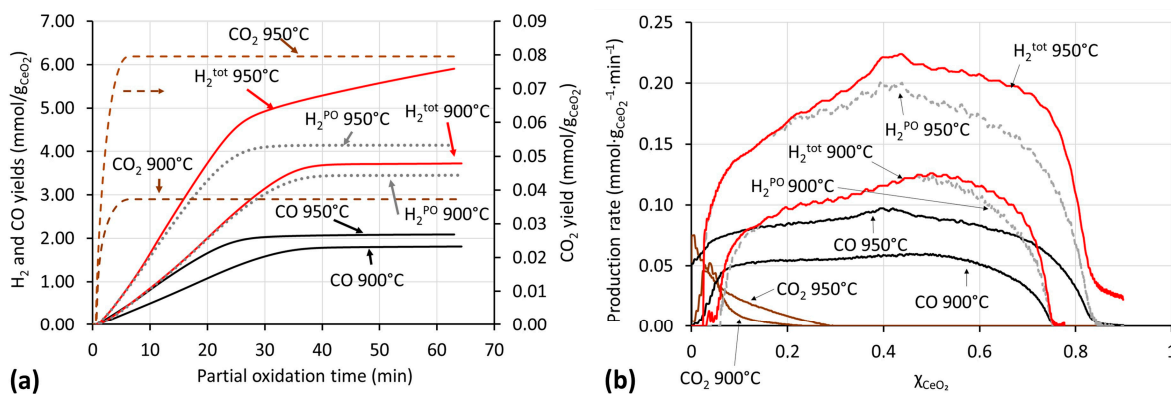 7.00
6.00
5.00
4.00
3.00
2.00
1.00
0.00
H₂ and CO yields (mmol/gCeO₂)
0.09
0.08
0.07
0.06
0.05
0.04
0.03
0.02
0.01
0.00
CO₂ yield (mmol/gCeO₂)
0
10
20
30
40
50
60
70
Partial oxidation time (min)
CO₂ 950°C
H₂ᵗᵒᵗ 950°C
H₂ᴾᴼ 950°C
H₂ᵗᵒᵗ 900°C
CO₂ 900°C
CO 950°C
H₂ᴾᴼ 900°C
CO 900°C
(a)
0.25
0.20
0.15
0.10
0.05
0.00
Production rate (mmol·gCeO₂⁻¹·min⁻¹)
0
0.2
0.4
0.6
0.8
1
χCeO₂
H₂ᵗᵒᵗ 950°C
H₂ᴾᴼ 950°C
H₂ᵗᵒᵗ 900°C
H₂ᴾᴼ 900°C
CO 950°C
CO₂ 950°C
CO 900°C
CO₂ 900°C
(b)